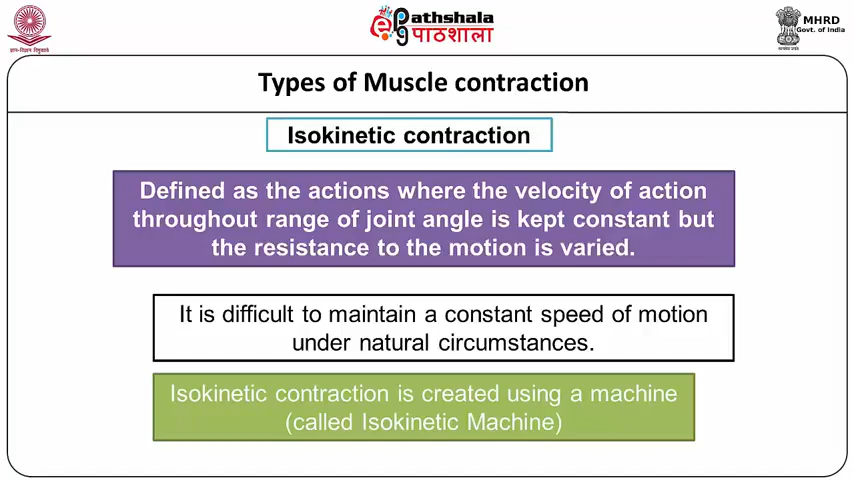 ePathshala
पाठशाला
MHRD
Govt. of India
Types of Muscle contraction
Isokinetic contraction
Defined as the actions where the velocity of action
throughout range of joint angle is kept constant but
the resistance to the motion is varied.
It is difficult to maintain a constant speed of motion
under natural circumstances.
Isokinetic contraction is created using a machine
(called Isokinetic Machine)